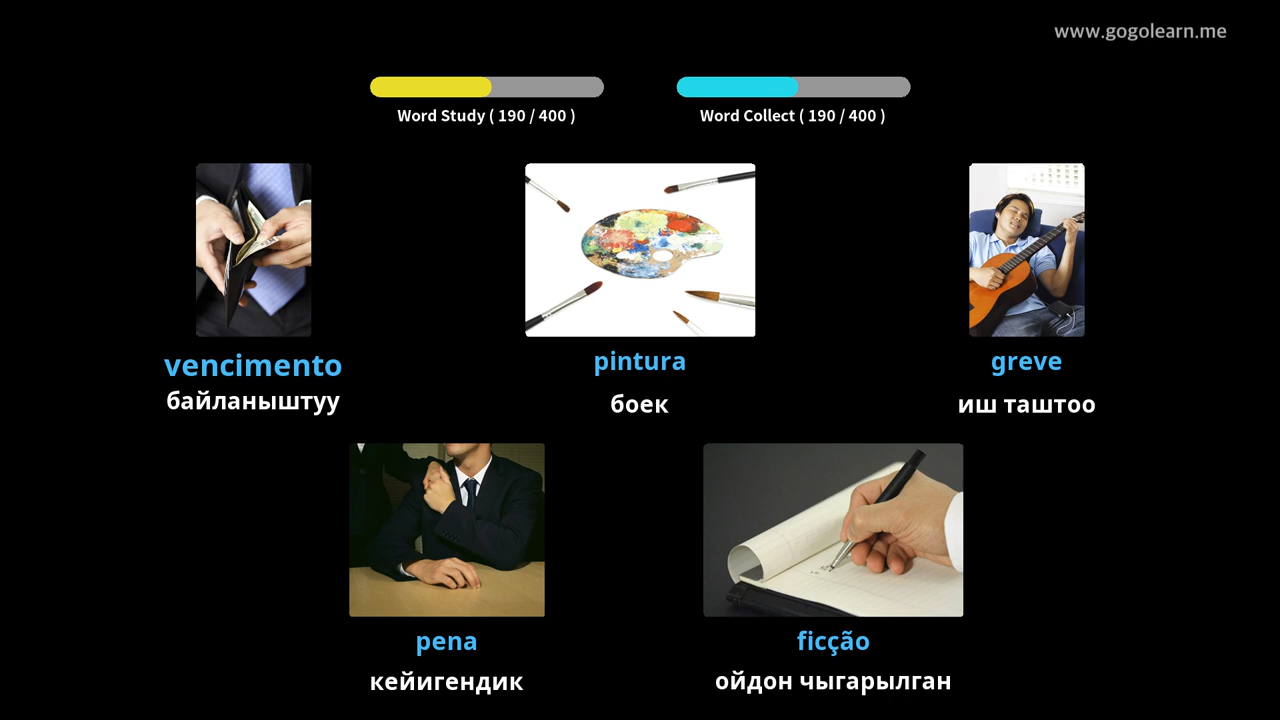 www.gogolearn.me
Word Study ( 190 / 400 )
Word Collect ( 190 / 400 )
vencimento
байланыштуу
pintura
боек
greve
иш таштоо
pena
кейигендик
ficção
ойдон чыгарылган